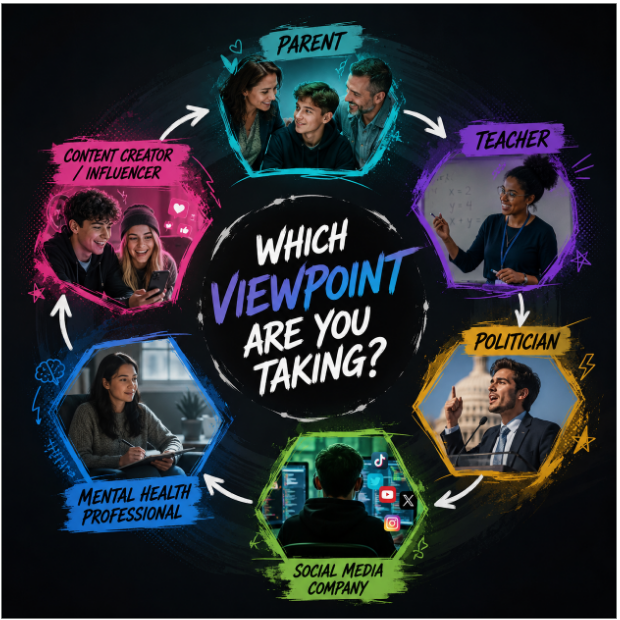 PARENT
TEACHER
CONTENT CREATOR
/ INFLUENCER
WHICH
VIEWPOINT
ARE YOU
TAKING?
POLITICIAN
MENTAL HEALTH
PROFESSIONAL
SOCIAL MEDIA
COMPANY